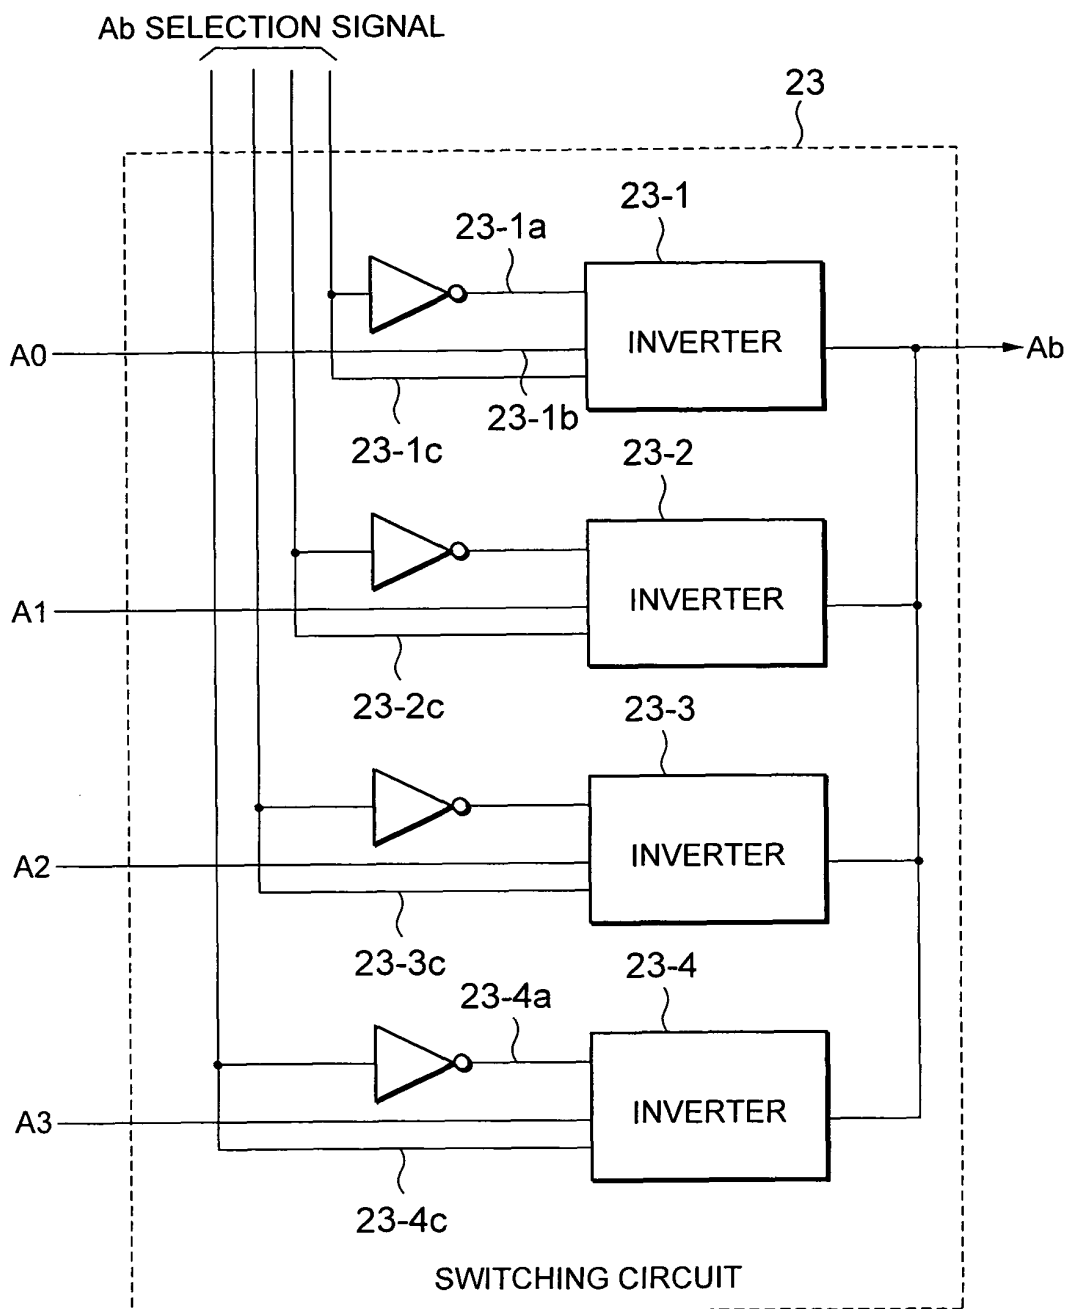 Ab SELECTION SIGNAL
23
23-1
23-1a
INVERTER
A0
Ab
23-1b
23-1c
23-2
INVERTER
A1
23-2c
23-3
INVERTER
A2
23-3c
23-4
23-4a
INVERTER
A3
23-4c
SWITCHING CIRCUIT